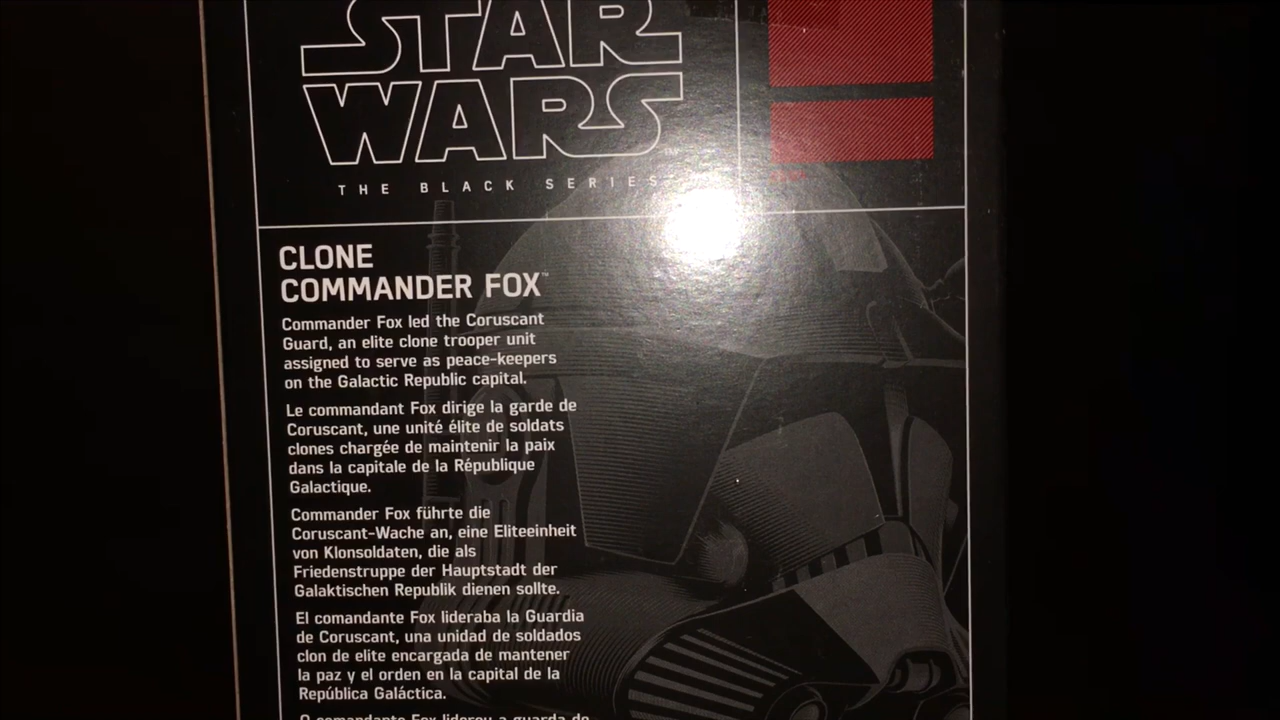 STAR
WARS
THE BLACK SERIES
CLONE
COMMANDER FOX™
Commander Fox led the Coruscant
Guard, an elite clone trooper unit
assigned to serve as peace-keepers
on the Galactic Republic capital.
Le commandant Fox dirige la garde de
Coruscant, une unité élite de soldats
clones chargée de maintenir la paix
dans la capitale de la République
Galactique.
Commander Fox führte die
Coruscant-Wache an, eine Eliteeinheit
von Klonsoldaten, die als
Friedenstruppe der Hauptstadt der
Galaktischen Republik dienen sollte.
El comandante Fox lideraba la Guardia
de Coruscant, una unidad de soldados
clon de elite encargada de mantener
la paz y el orden en la capital de la
República Galáctica.
O comandante Fox liderou a guarda de